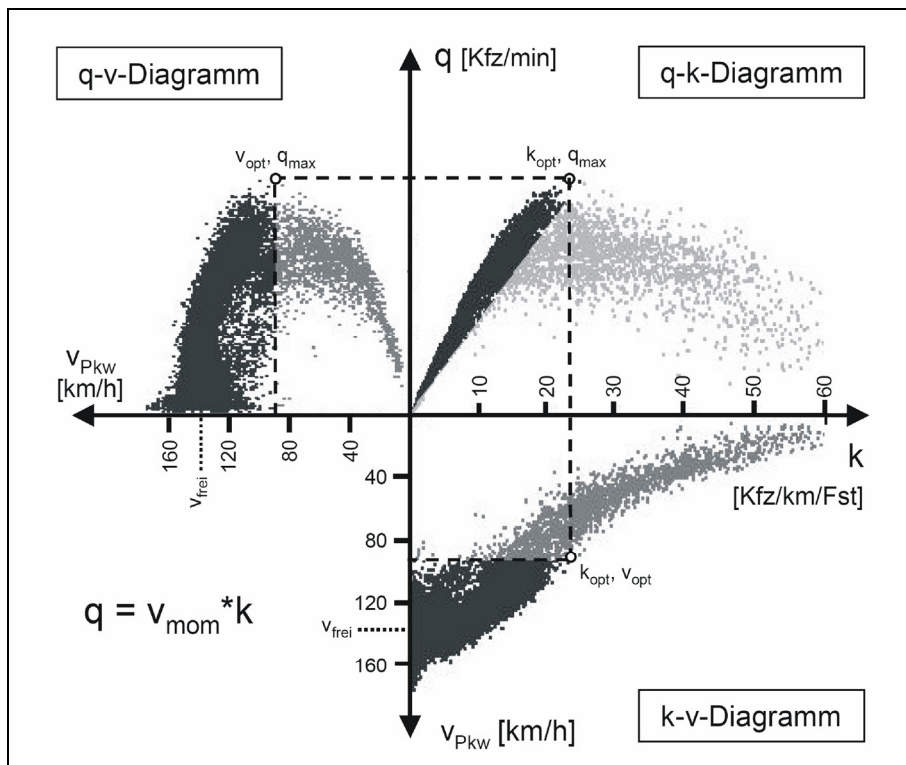 q-v-Diagramm
q [Kfz/min]
q-k-Diagramm
vopt, qmax
kopt, qmax
vPkw
[km/h]
160
120
80
40
vfrei
10
20
30
40
50
60
k
[Kfz/km/Fst]
40
80
120
160
vfrei
kopt, vopt
q = vmom*k
vPkw [km/h]
k-v-Diagramm